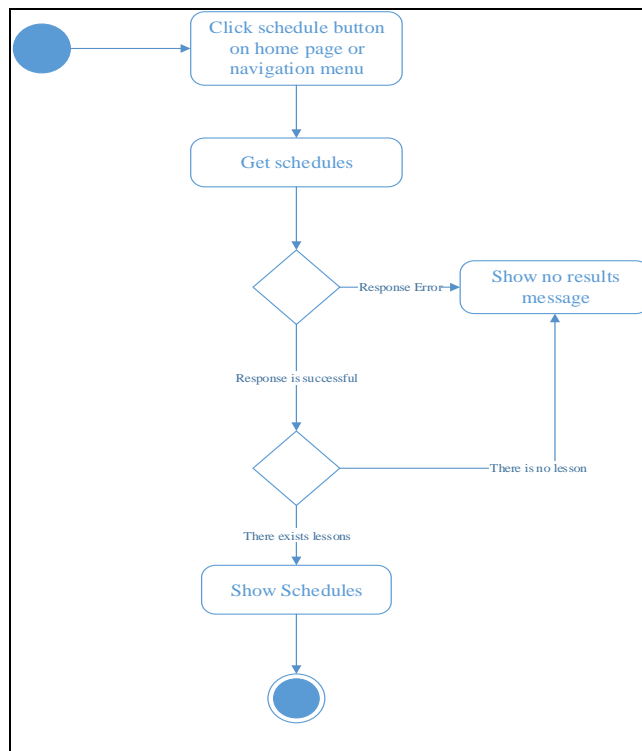 Click schedule button
on home page or
navigation menu
Get schedules
Response Error
Show no results
message
Response is successful
There is no lesson
There exists lessons
Show Schedules